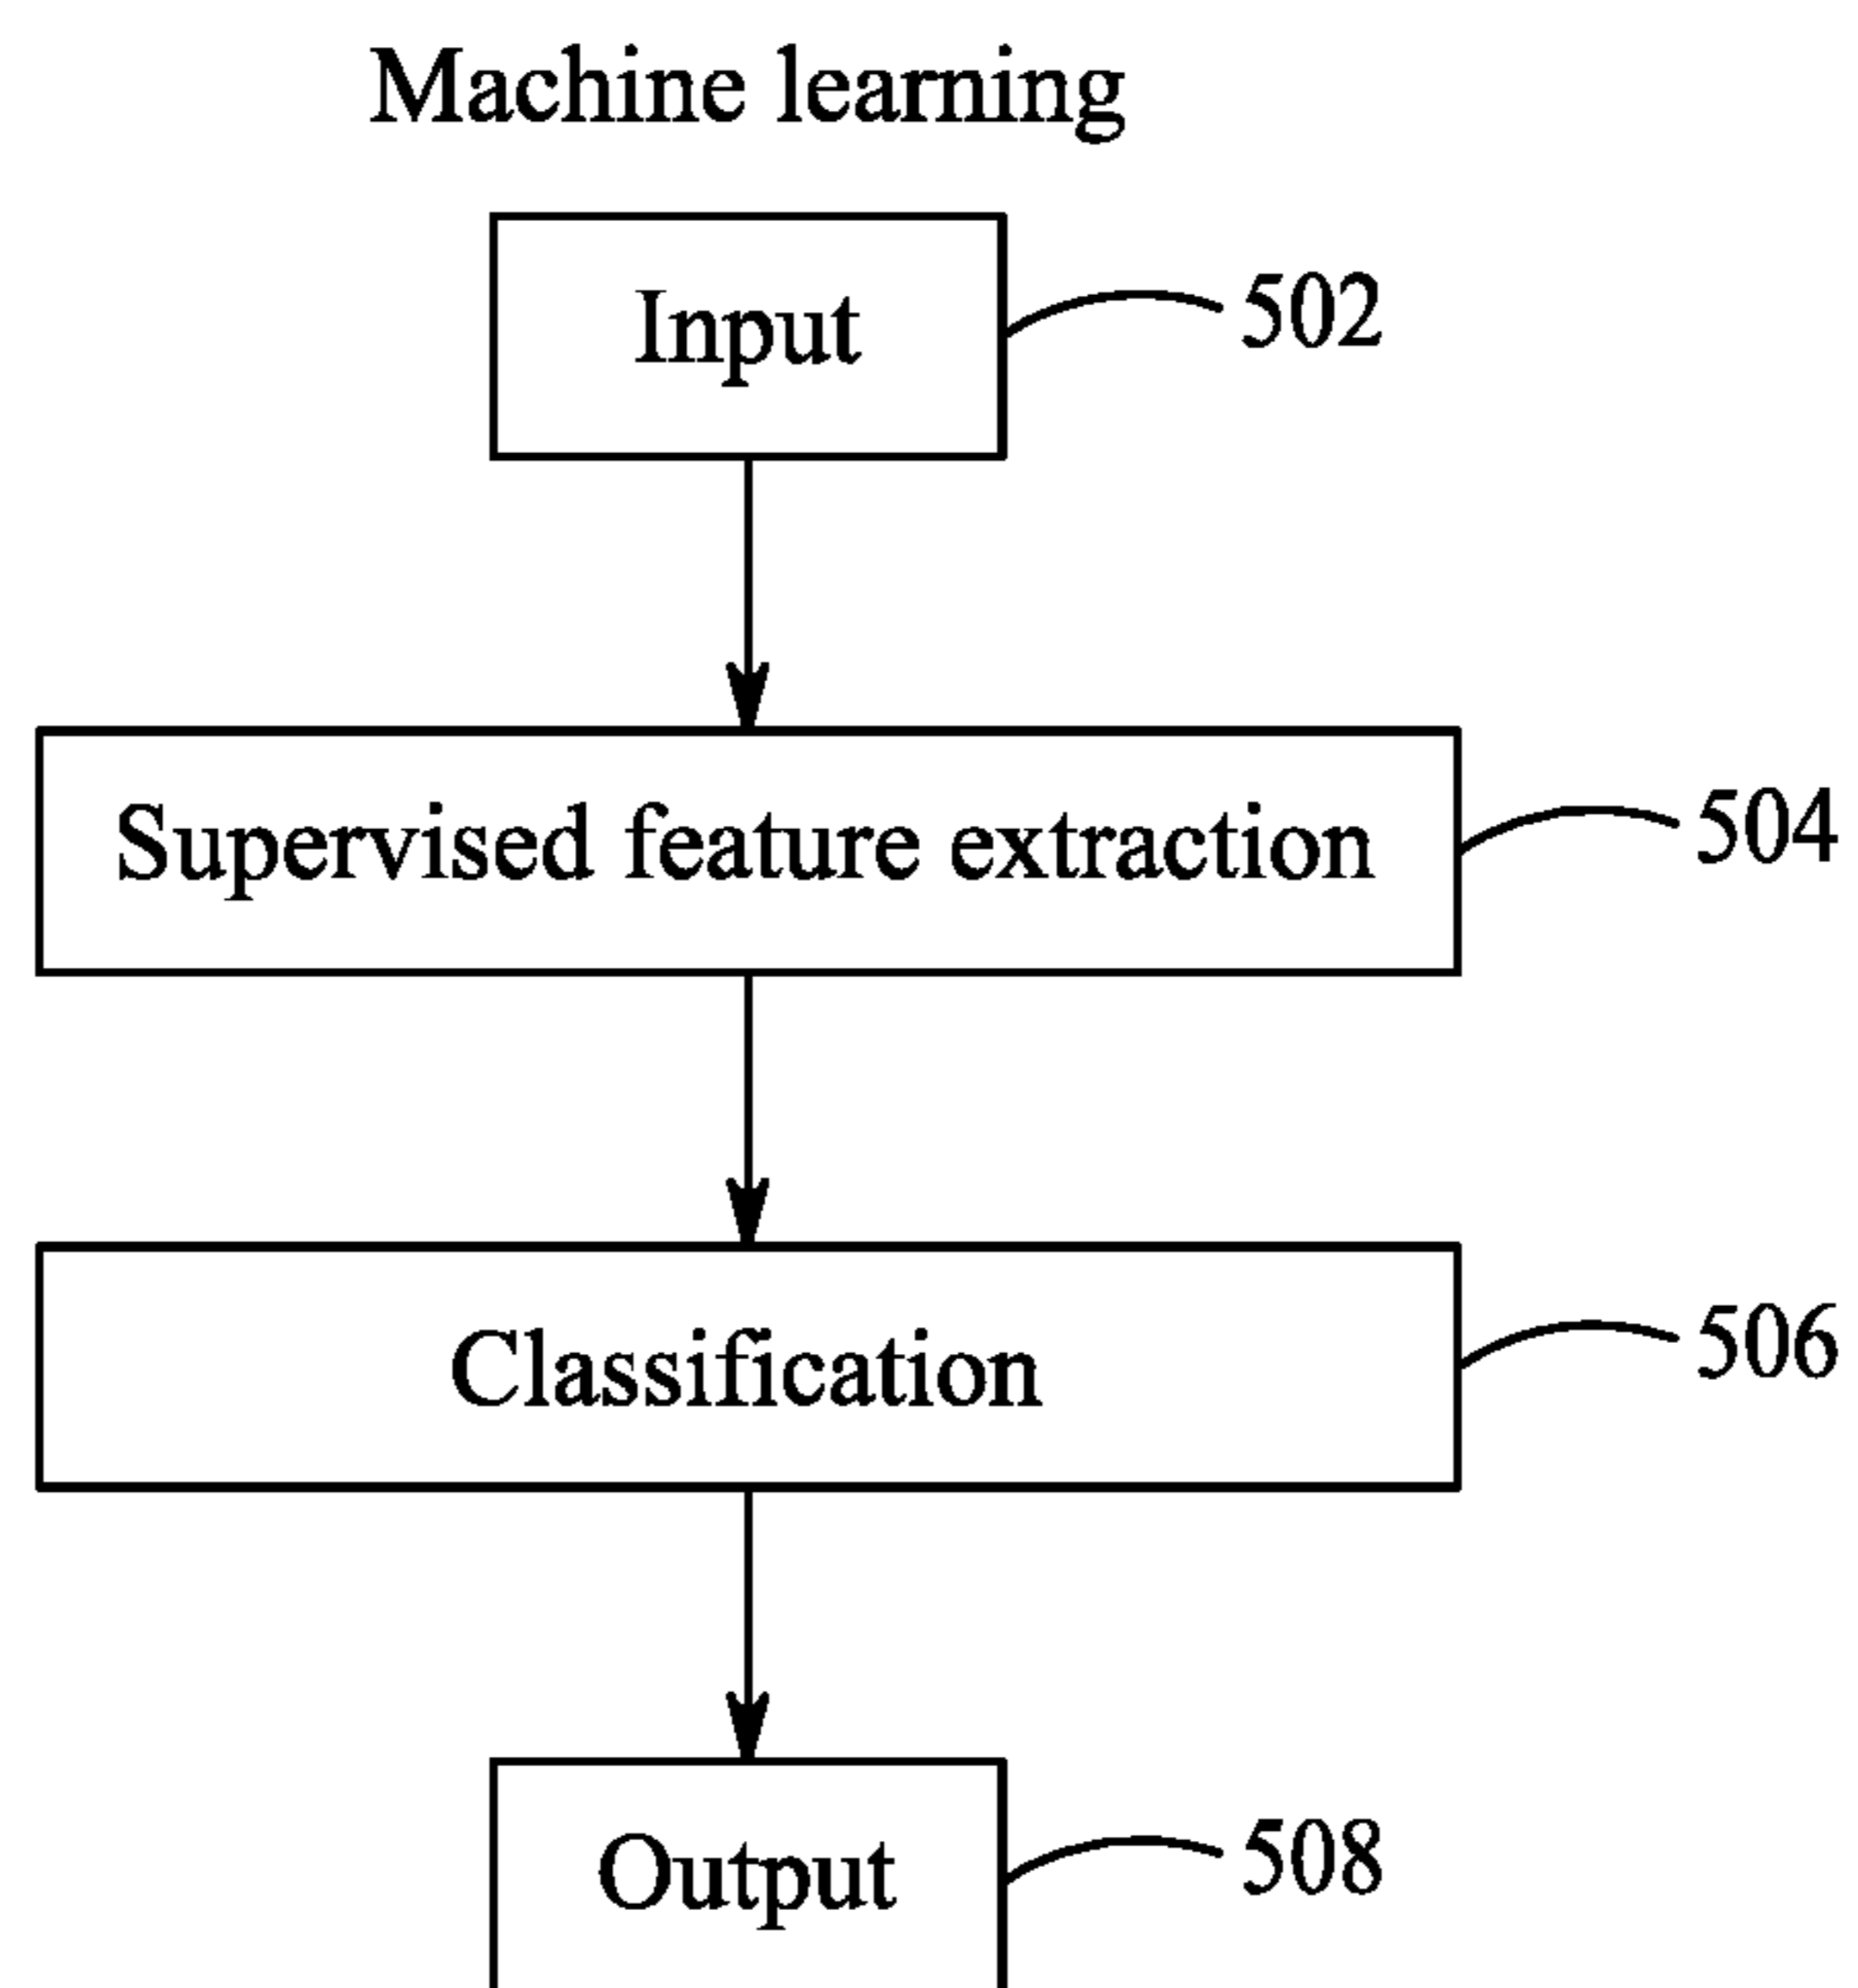 Machine learning
Input
502
Supervised feature extraction
504
Classification
506
Output
508